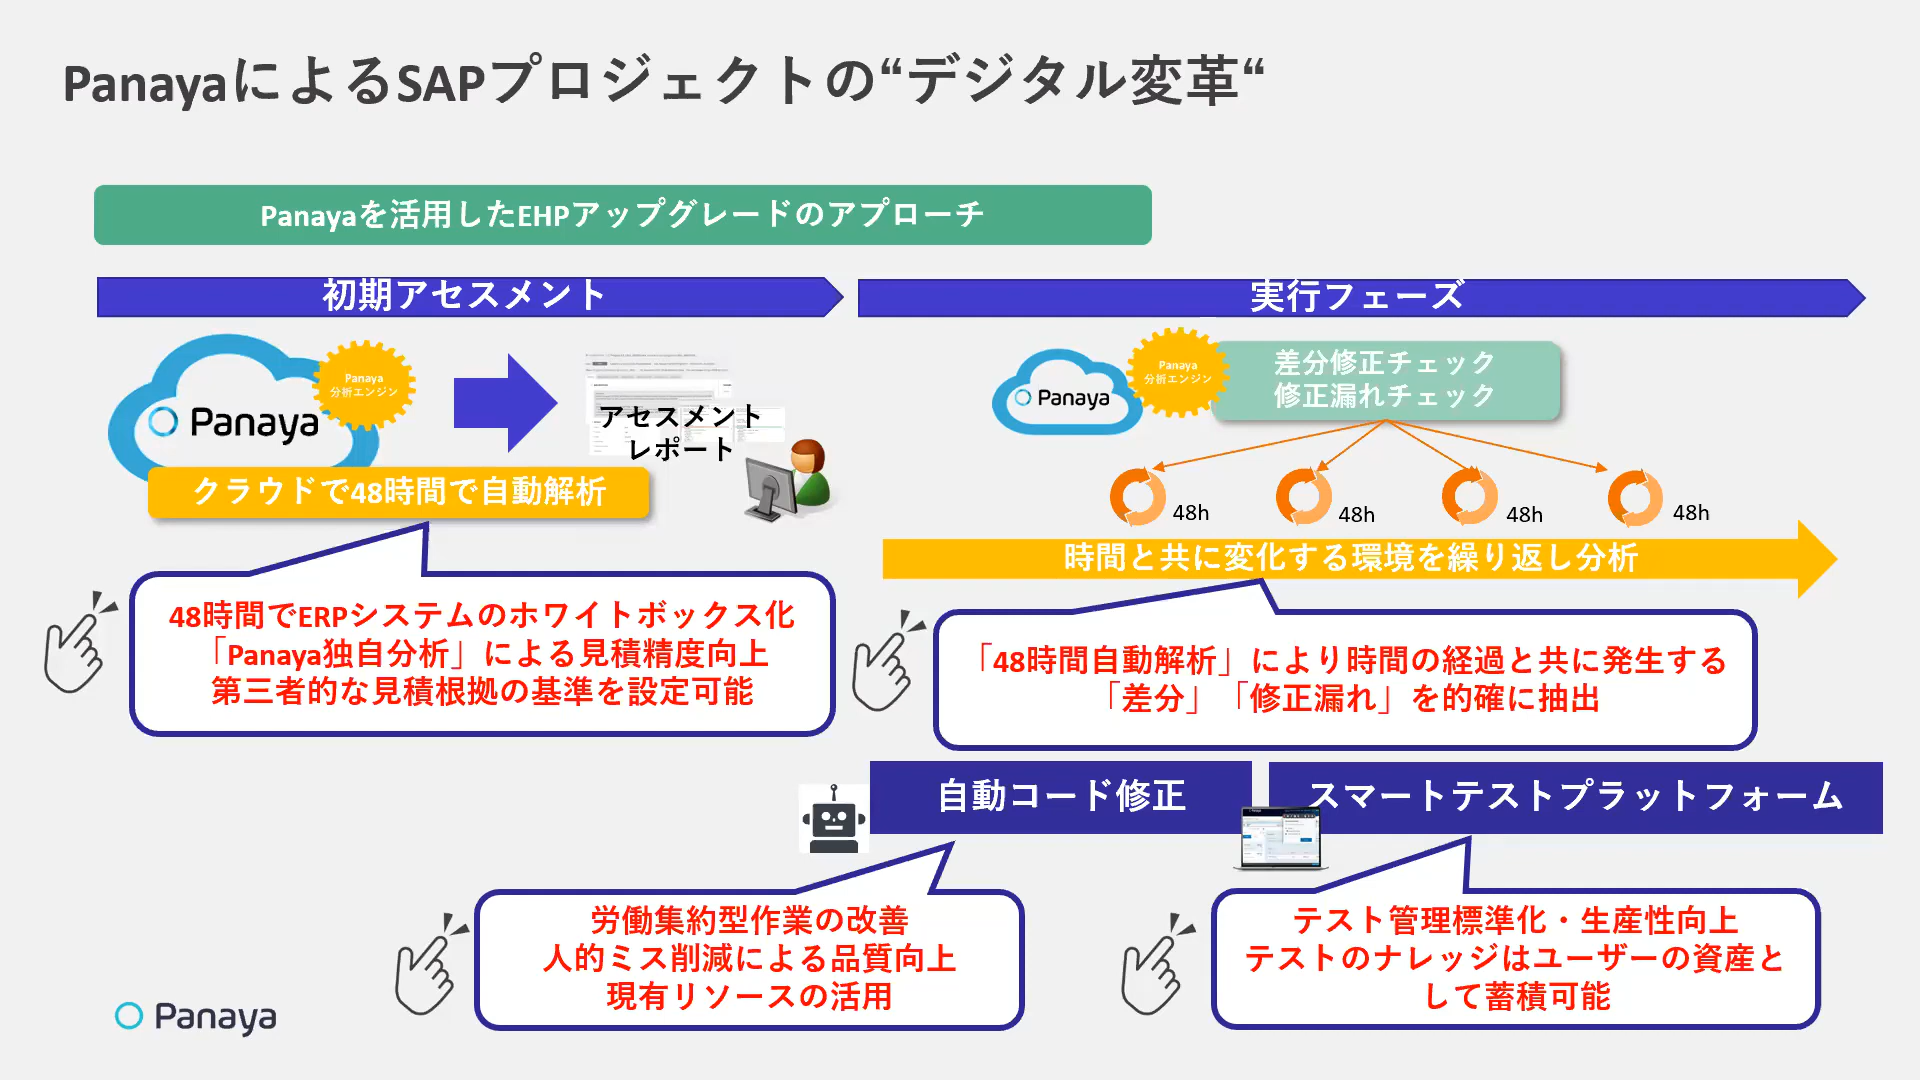 PanayaによるSAPプロジェクトの“デジタル変革“
Panayaを活用したEHPアップグレードのアプローチ
初期アセスメント
実行フェーズ
Panaya
Panaya
分析エンジン
アセスメント
レポート
クラウドで48時間で自動解析
Panaya
Panaya
分析エンジン
差分修正チェック
修正漏れチェック
48h
48h
48h
48h
時間と共に変化する環境を繰り返し分析
48時間でERPシステムのホワイトボックス化
「Panaya独自分析」による見積精度向上
第三者的な見積根拠の基準を設定可能
「48時間自動解析」により時間の経過と共に発生する
「差分」「修正漏れ」を的確に抽出
自動コード修正
スマートテストプラットフォーム
労働集約型作業の改善
人的ミス削減による品質向上
現有リソースの活用
テスト管理標準化・生産性向上
テストのナレッジはユーザーの資産と
して蓄積可能
Panaya